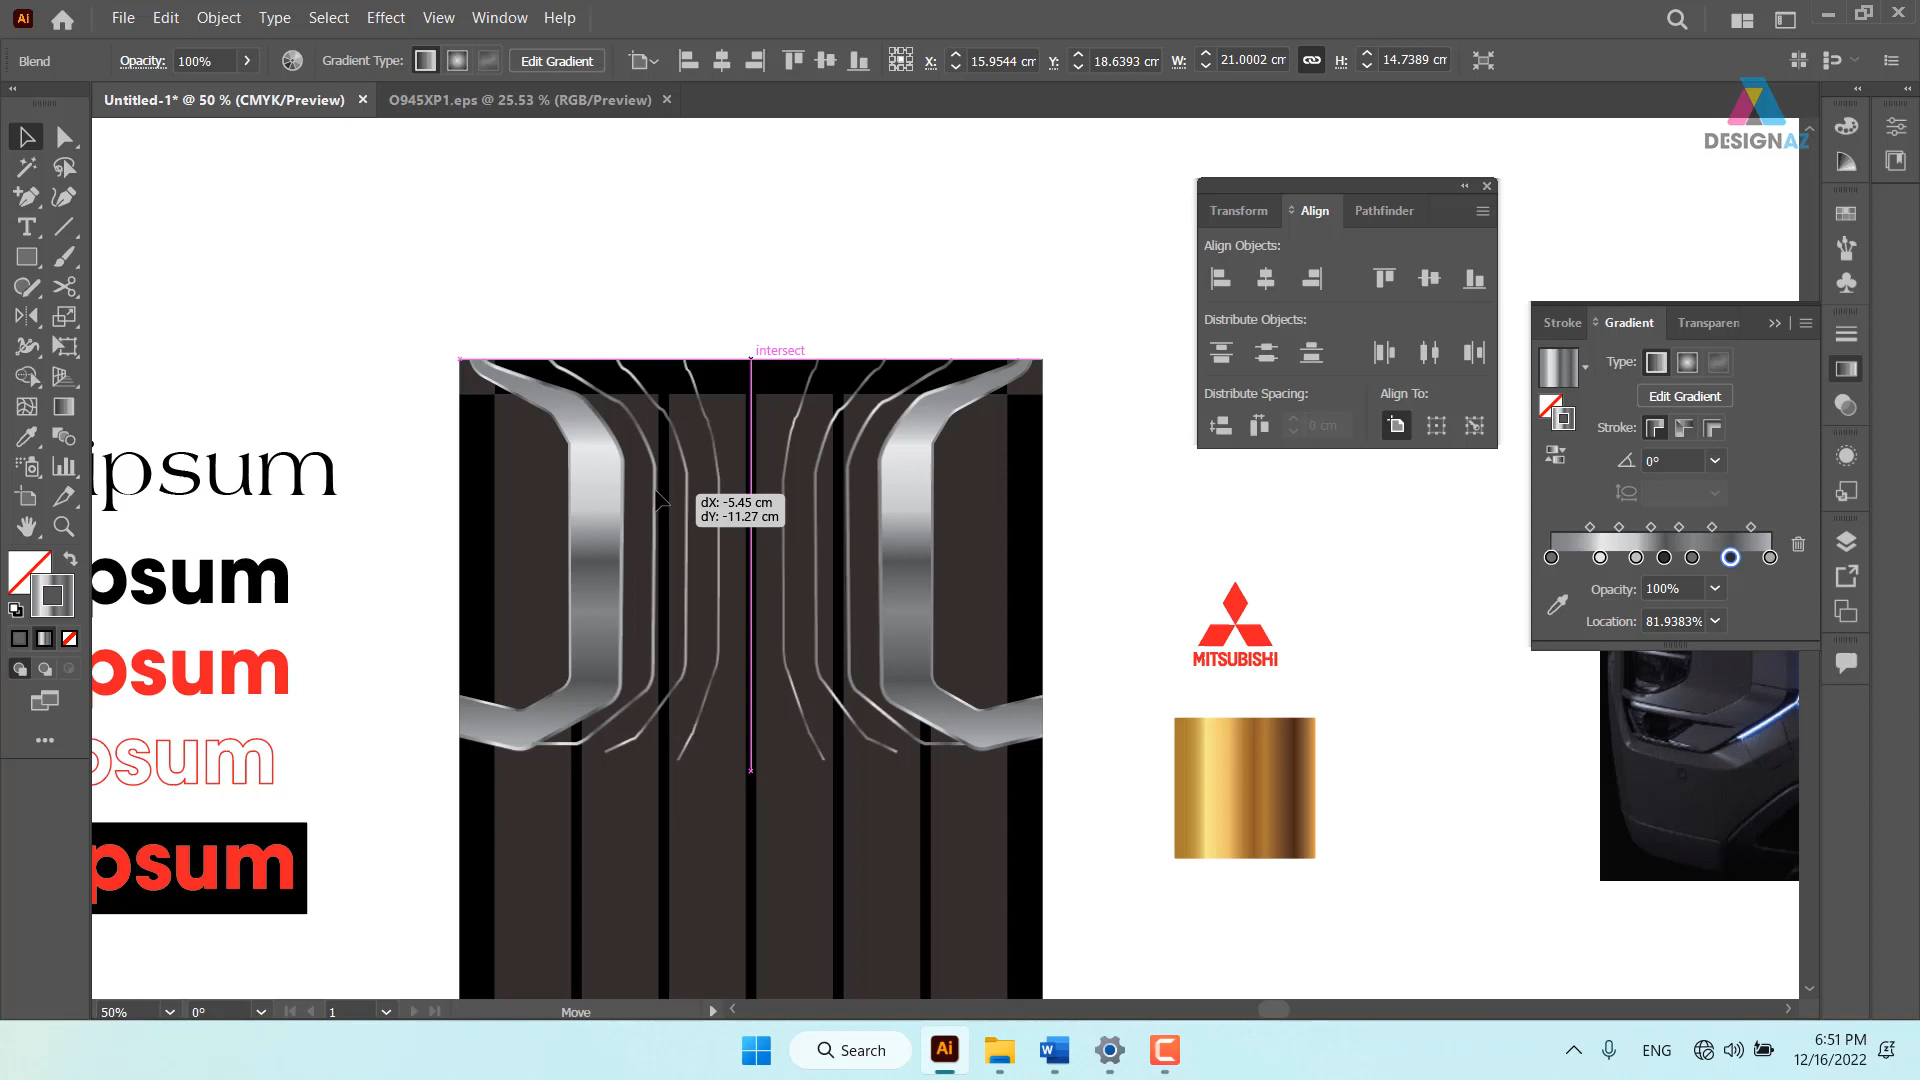 Ai File Edit Object Type Select Effect View Window Help
Blend Opacity: 100% Gradient Type: Edit Gradient X: 15.9544 cm Y: 18.6393 cm W: 21.0002 cm H: 14.7389 cm
Untitled-1* @ 50 % (CMYK/Preview) O945XP1.eps @ 25.53 % (RGB/Preview)
DESIGNAZ
Transform Align Pathfinder
Align Objects:
Distribute Objects:
Distribute Spacing: Align To:
0 cm
intersect
dX: -5.45 cm
dY: -11.27 cm
Stroke Gradient Transparen
Type:
Edit Gradient
Stroke:
0°
Opacity: 100%
Location: 81.9383%
ipsum
psum
psum
psum
psum
MITSUBISHI
50% 0° 1 Move
Search Ai W C ENG 6:51 PM
12/16/2022